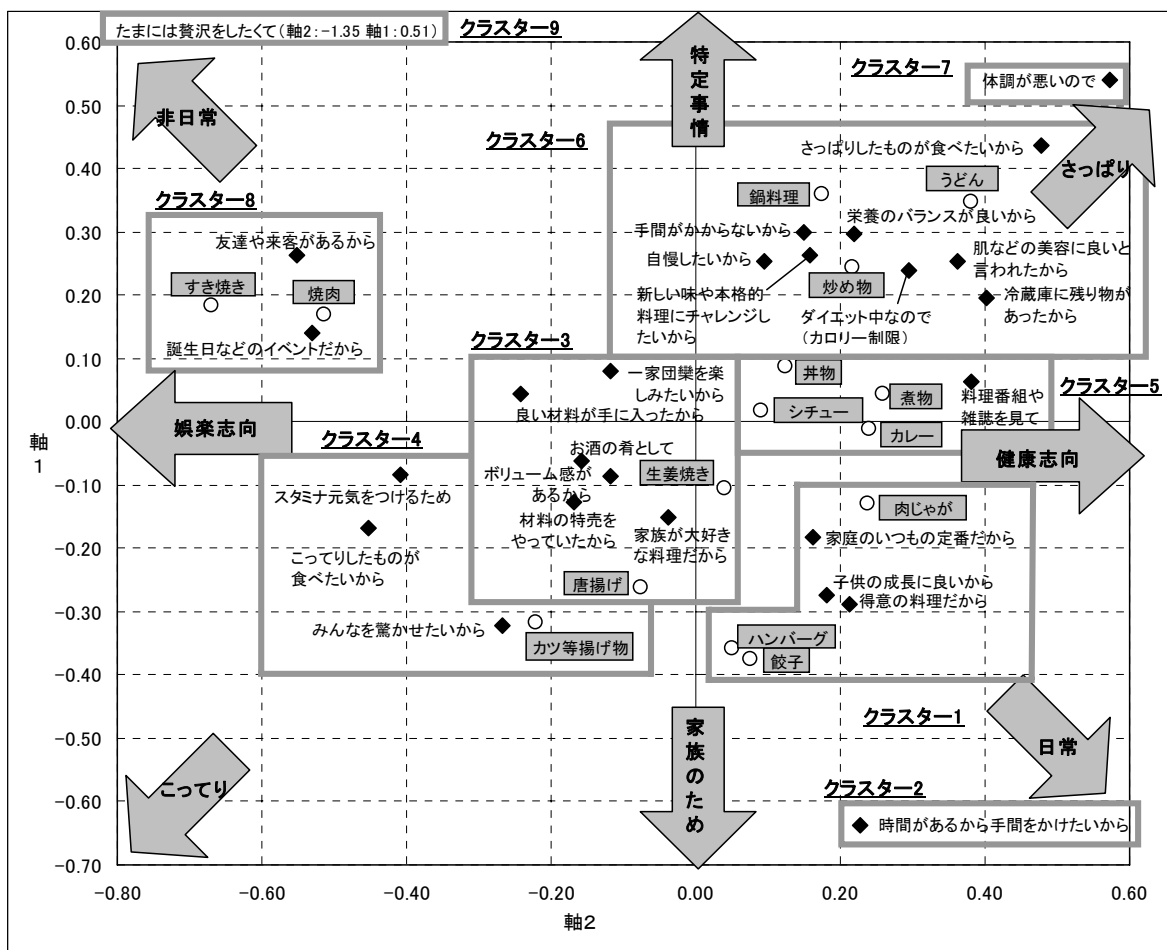 たまには贅沢をしたくて(軸2:-1.35 軸1:0.51)
クラスター9
特定事情
クラスター7
体調が悪いので
非日常
クラスター6
さっぱりしたものが食べたいから
さっぱり
うどん
鍋料理
クラスター8
栄養のバランスが良いから
友達や来客があるから
手間がかからないから
肌などの美容に良いと
言われたから
自慢したいから
すき焼き
焼肉
新しい味や本格的
料理にチャレンジし
たいから
炒め物
冷蔵庫に残り物が
あったから
ダイエット中なので
(カロリー制限)
誕生日などのイベントだから
クラスター3
一家団欒を楽
しみたいから
丼物
クラスター5
煮物
料理番組や
雑誌を見て
良い材料が手に入ったから
シチュー
カレー
娯楽志向
クラスター4
お酒の肴として
健康志向
スタミナ元気をつけるため
ボリューム感が
あるから
生姜焼き
材料の特売を
やっていたから
家族が大好き
な料理だから
肉じゃが
家庭のいつもの定番だから
こってりしたものが
食べたいから
唐揚げ
子供の成長に良いから
得意の料理だから
みんなを驚かせたいから
カツ等揚げ物
ハンバーグ
餃子
クラスター1
日常
家族のため
こってり
クラスター2
時間があるから手間をかけたいから
0.60
0.50
0.40
0.30
0.20
0.10
0.00
-0.10
-0.20
-0.30
-0.40
-0.50
-0.60
-0.70
軸1
-0.80
-0.60
-0.40
-0.20
0.00
0.20
0.40
0.60
軸2